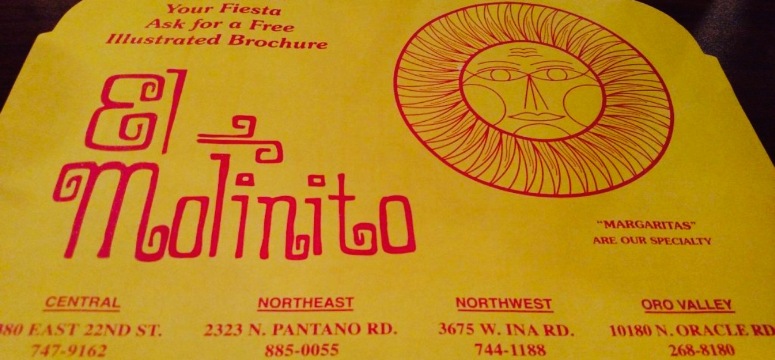 Your Fiesta
Ask for a Free
Illustrated Brochure
El
Molinito
"MARGARITAS"
ARE OUR SPECIALTY
CENTRAL
EAST 22ND ST.
747-9162
NORTHEAST
2323 N. PANTANO RD.
885-0055
NORTHWEST
3675 W. INA RD.
744-1188
ORO VALLEY
10180 N. ORACLE RD.
268-8180